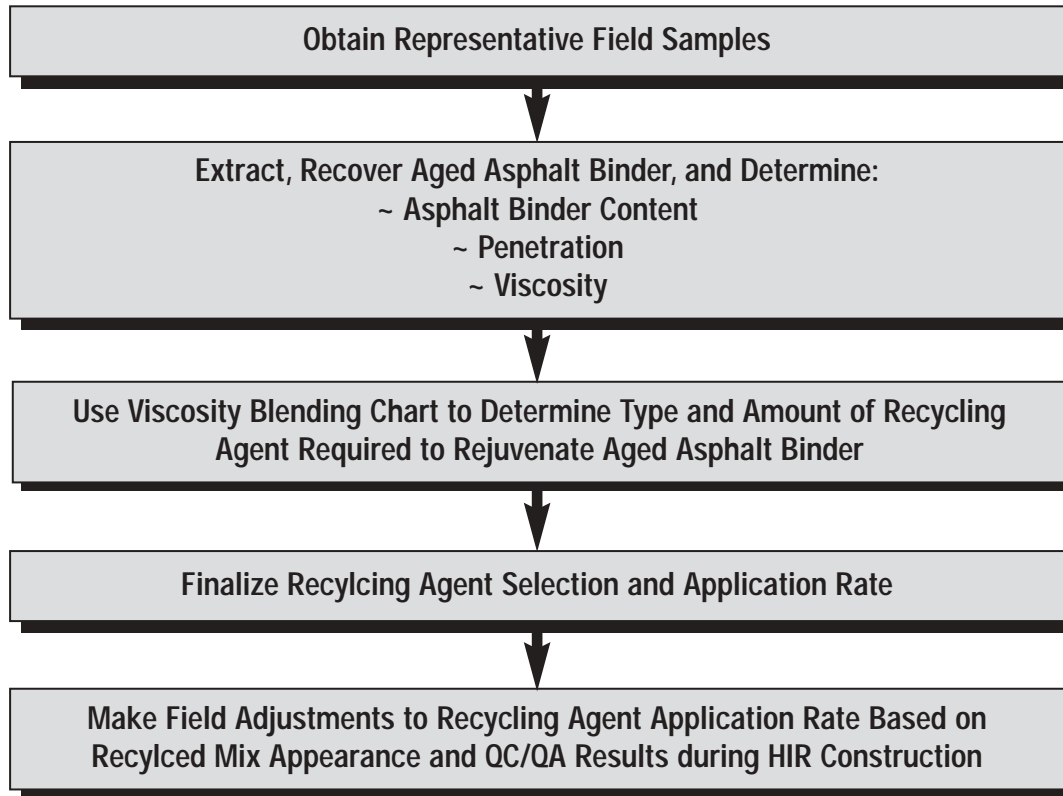 Obtain Representative Field Samples
Extract, Recover Aged Asphalt Binder, and Determine:
~ Asphalt Binder Content
~ Penetration
~ Viscosity
Use Viscosity Blending Chart to Determine Type and Amount of Recycling
Agent Required to Rejuvenate Aged Asphalt Binder
Finalize Recylcing Agent Selection and Application Rate
Make Field Adjustments to Recycling Agent Application Rate Based on
Recylced Mix Appearance and QC/QA Results during HIR Construction